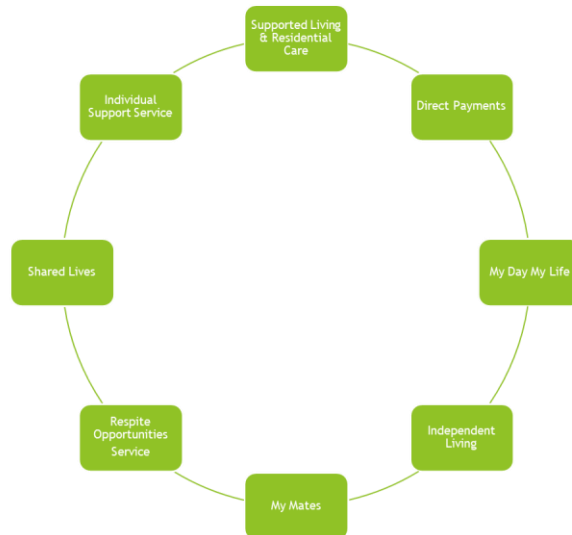 Supported Living
& Residential
Care
Direct Payments
My Day My Life
Independent
Living
My Mates
Respite
Opportunities
Service
Shared Lives
Individual
Support Service